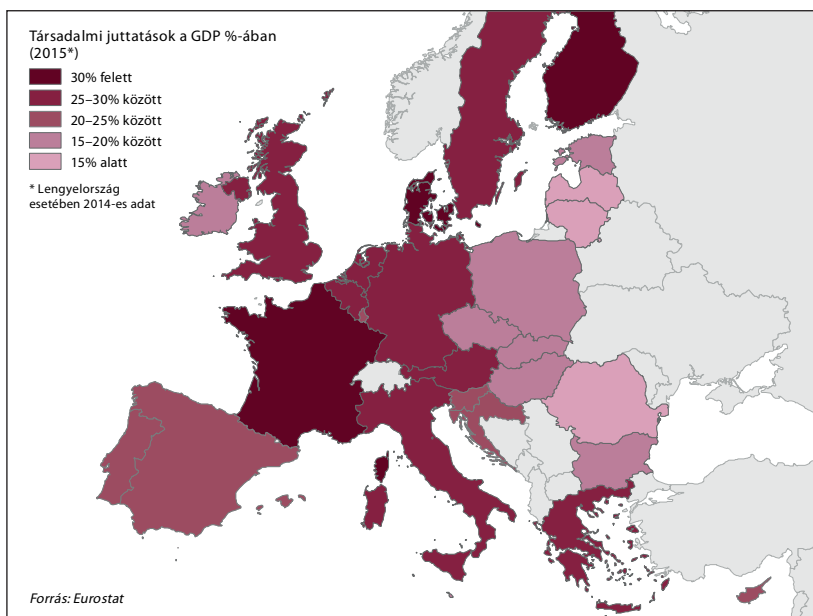 Társadalmi juttatások a GDP %-ában
(2015*)
30% felett
25–30% között
20–25% között
15–20% között
15% alatt
* Lengyelország
esetében 2014-es adat
Forrás: Eurostat